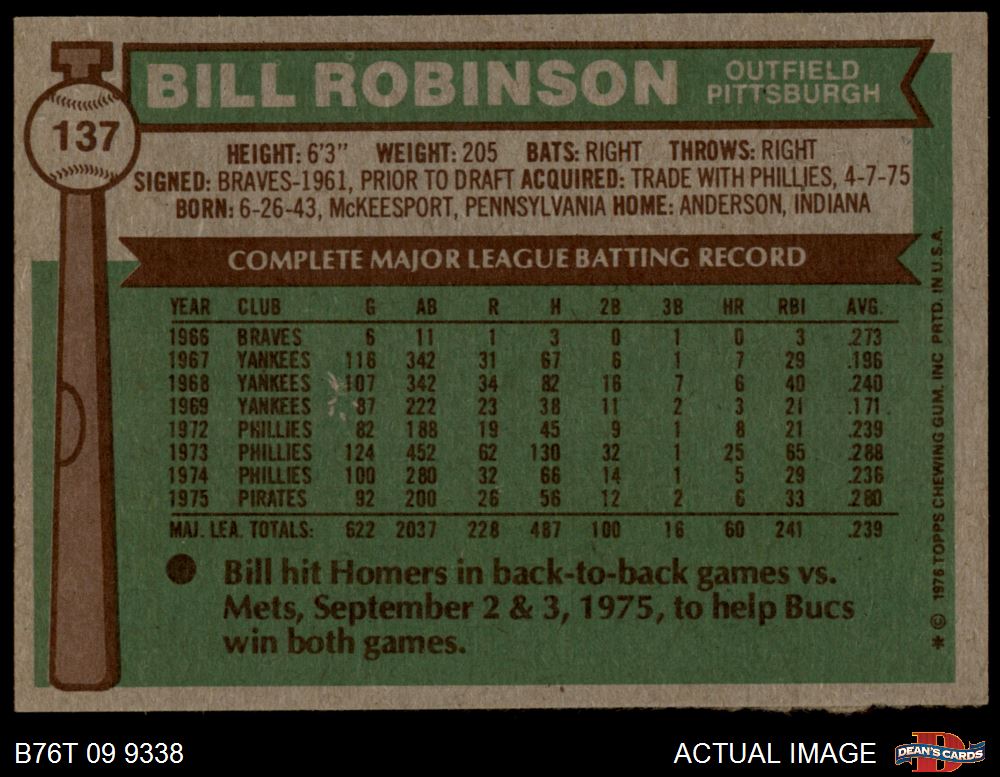 137
BILL ROBINSON
OUTFIELD
PITTSBURGH
HEIGHT: 6'3" WEIGHT: 205 BATS: RIGHT THROWS: RIGHT
SIGNED: BRAVES-1961, PRIOR TO DRAFT ACQUIRED: TRADE WITH PHILLIES, 4-7-75
BORN: 6-26-43, McKEESPORT, PENNSYLVANIA HOME: ANDERSON, INDIANA
COMPLETE MAJOR LEAGUE BATTING RECORD
YEAR CLUB G AB R H 2B 3B HR RBI AVG.
1966 BRAVES 6 11 1 3 0 1 0 3 .273
1967 YANKEES 116 342 31 67 6 1 7 29 .196
1968 YANKEES 107 342 34 82 16 7 6 40 .240
1969 YANKEES 87 222 23 38 11 2 3 21 .171
1972 PHILLIES 82 188 19 45 9 1 8 21 .239
1973 PHILLIES 124 452 62 130 32 1 25 65 .288
1974 PHILLIES 100 280 32 66 14 1 5 29 .236
1975 PIRATES 92 200 26 56 12 2 6 33 .280
MAJ. LEA. TOTALS: 622 2037 228 487 100 16 60 241 .239
Bill hit Homers in back-to-back games vs.
Mets, September 2 & 3, 1975, to help Bucs
win both games.
* © 1976 TOPPS CHEWING GUM, INC PRTD. IN U.S.A.
B76T 09 9338
ACTUAL IMAGE
D
DEAN'S CARDS